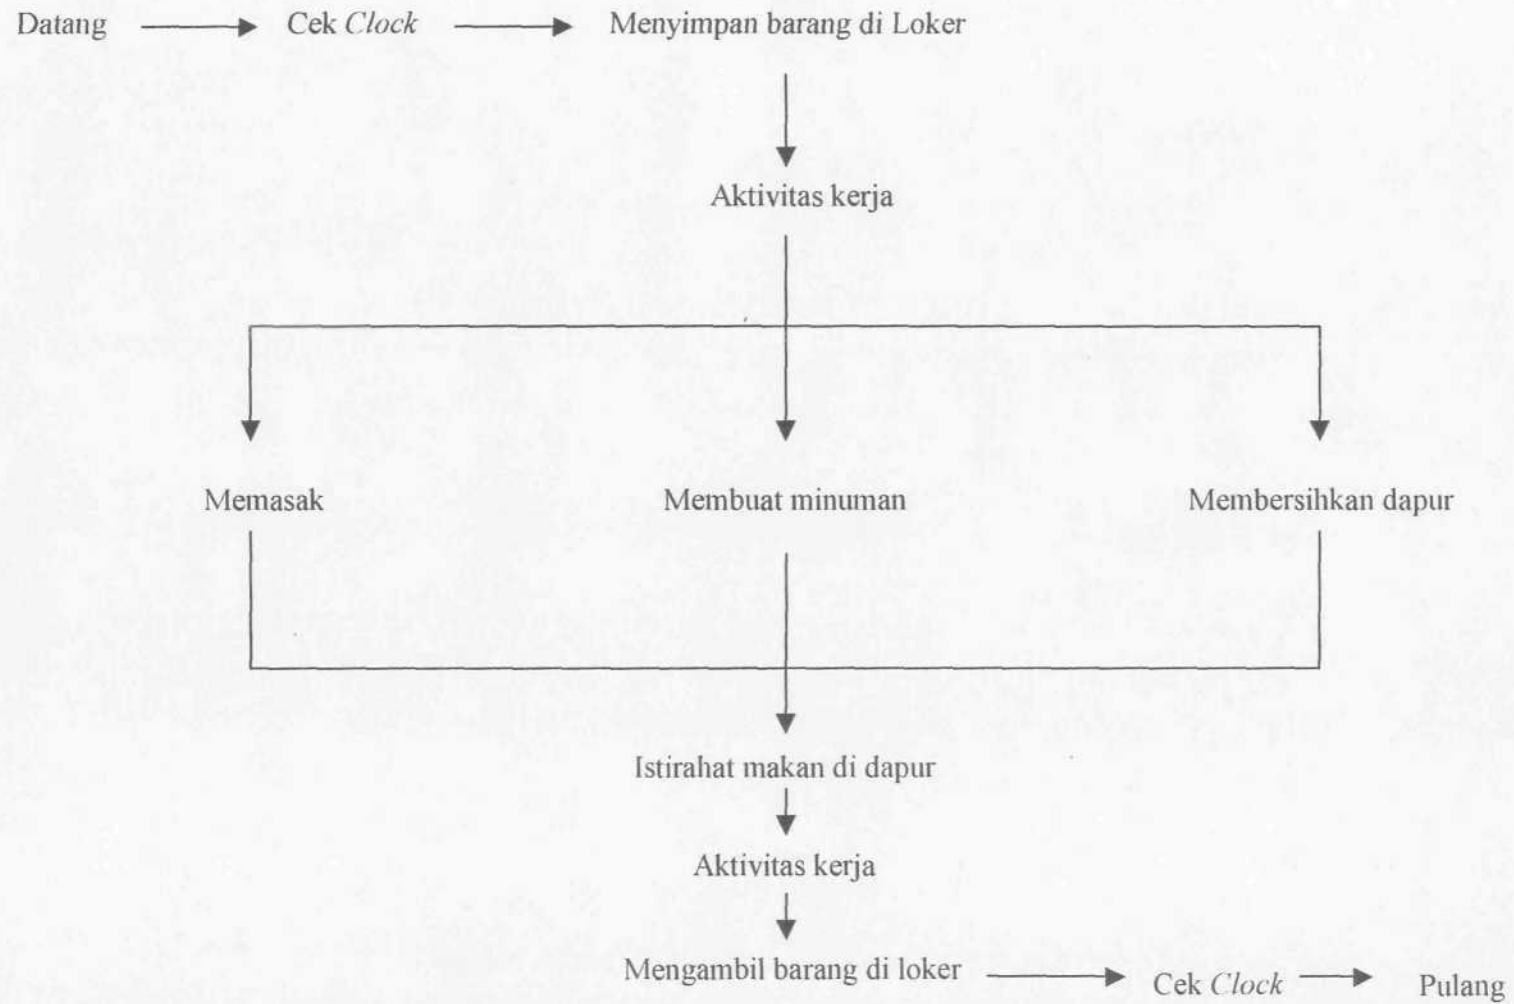 Datang Cek Clock Menyimpan barang di Loker
Aktivitas kerja
Memasak Membuat minuman Membersihkan dapur
Istirahat makan di dapur
Aktivitas kerja
Mengambil barang di loker Cek Clock Pulang